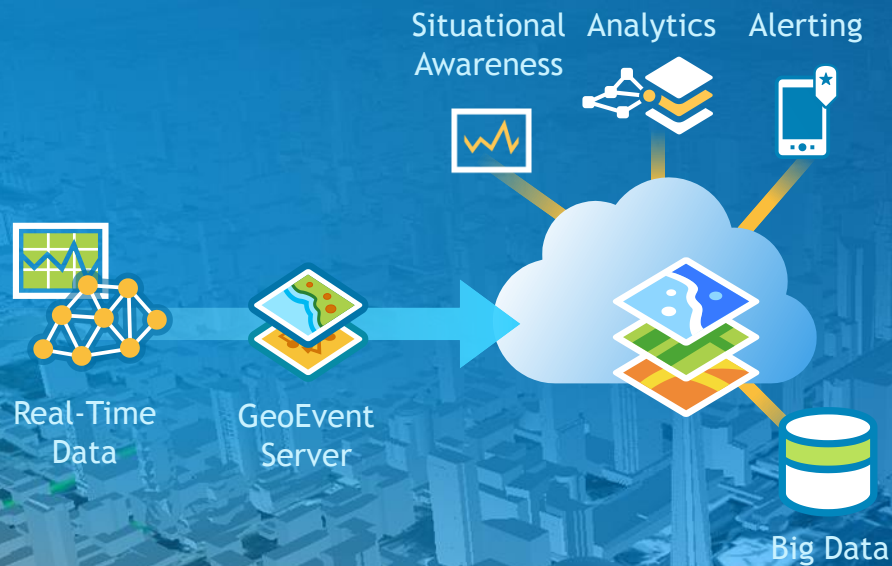 Situational
Awareness
Analytics
Alerting
Real-Time
Data
GeoEvent
Server
Big Data